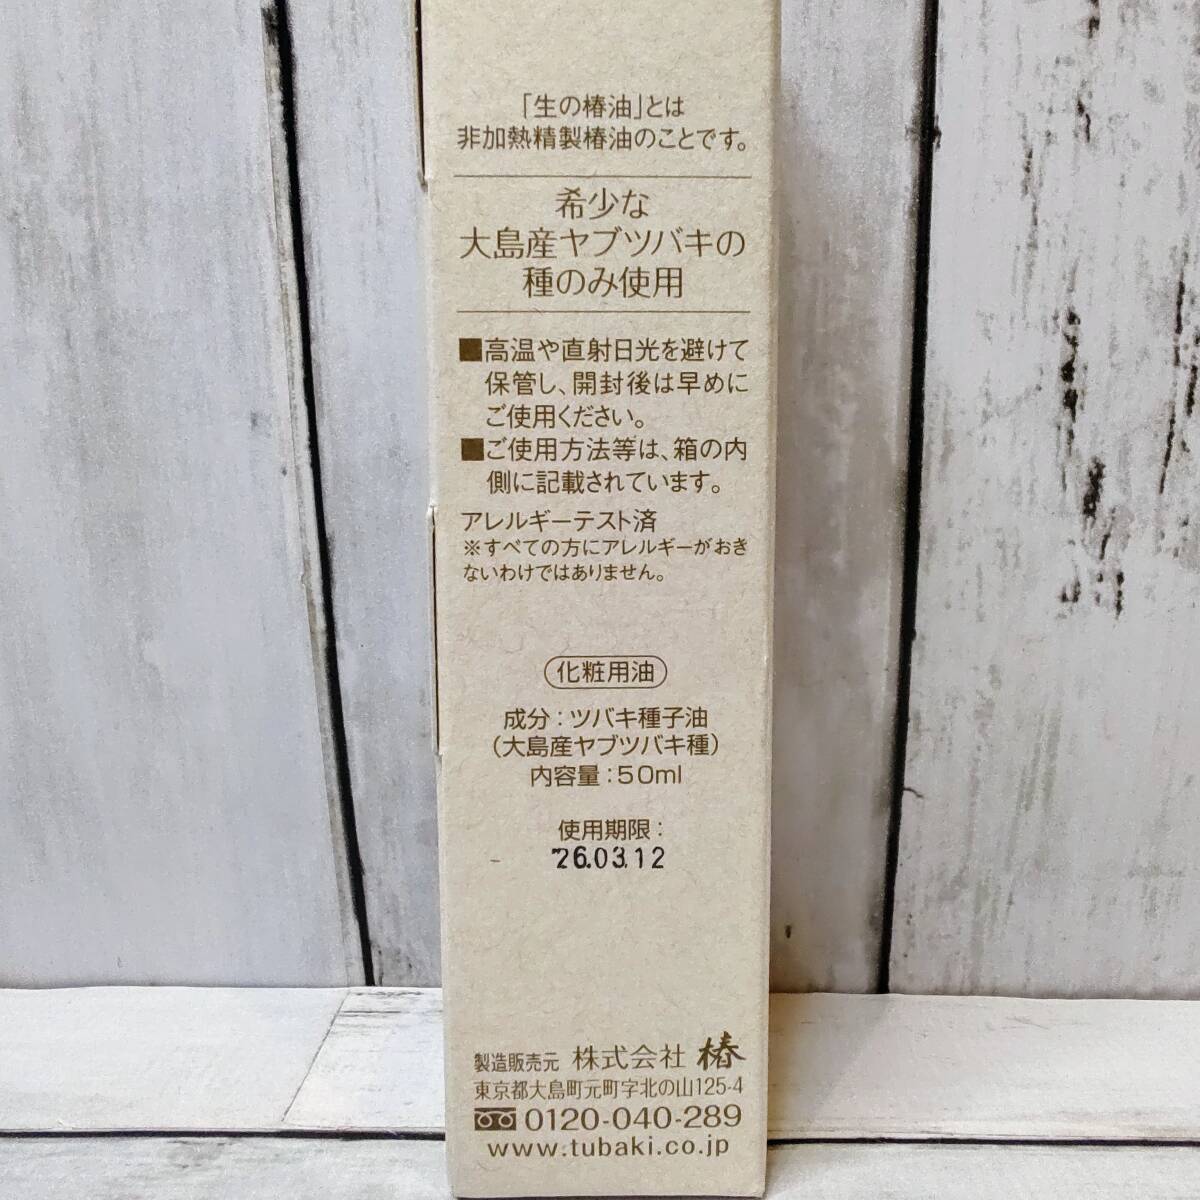 「生の椿油」とは
非加熱精製椿油のことです。
希少な
大島産ヤブツバキの
種のみ使用
■高温や直射日光を避けて
保管し、開封後は早めに
ご使用ください。
■ご使用方法等は、箱の内
側に記載されています。
アレルギーテスト済
※すべての方にアレルギーがおき
ないわけではありません。
化粧用油
成分：ツバキ種子油
（大島産ヤブツバキ種）
内容量：50ml
使用期限：
'26.03.12
製造販売元 株式会社 椿
東京都大島町元町字北の山125-4
0120-040-289
www.tubaki.co.jp